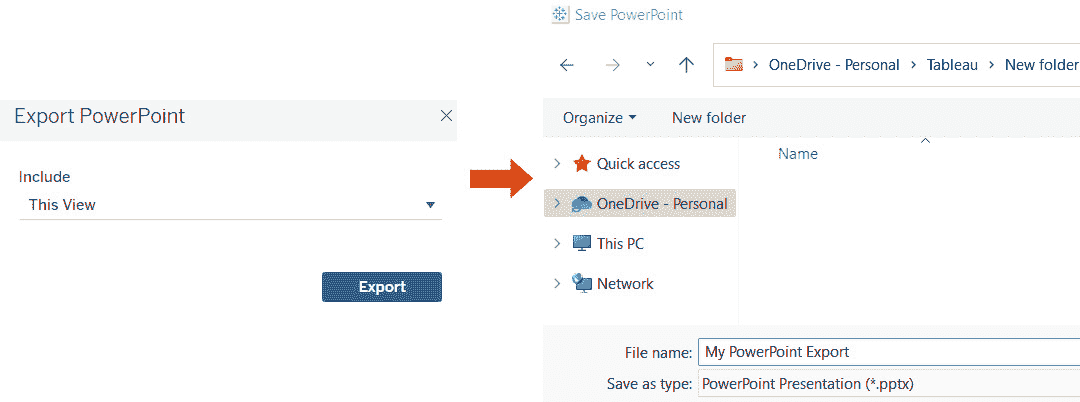 Export PowerPoint
Include
This View
Export
Save PowerPoint
OneDrive - Personal Tableau New folder
Organize New folder
Name
Quick access
OneDrive - Personal
This PC
Network
File name: My PowerPoint Export
Save as type: PowerPoint Presentation (*.pptx)